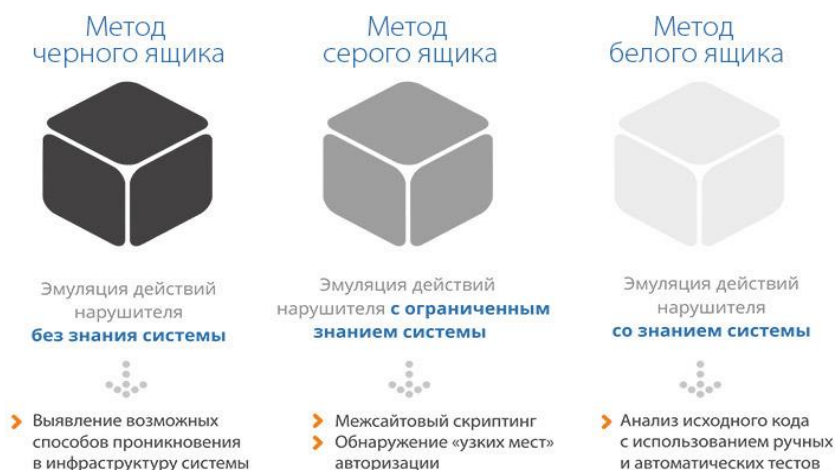 Метод
черного ящика
Эмуляция действий
нарушителя
без знания системы
Выявление возможных
способов проникновения
в инфраструктуру системы
Метод
серого ящика
Эмуляция действий
нарушителя с ограниченным
знанием системы
Межсайтовый скриптинг
Обнаружение «узких мест»
авторизации
Метод
белого ящика
Эмуляция действий
нарушителя
со знанием системы
Анализ исходного кода
с использованием ручных
и автоматических тестов